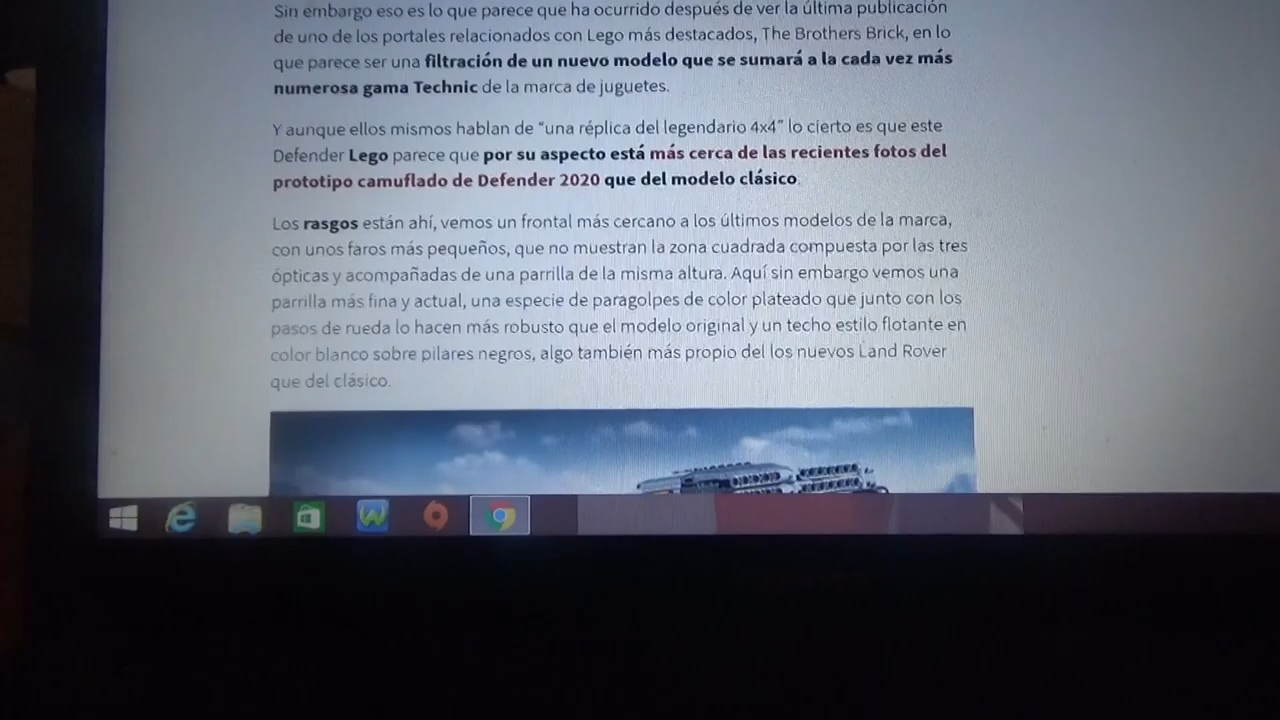 Sin embargo eso es lo que parece que ha ocurrido después de ver la última publicación
de uno de los portales relacionados con Lego más destacados, The Brothers Brick, en lo
que parece ser una filtración de un nuevo modelo que se sumará a la cada vez más
numerosa gama Technic de la marca de juguetes.
Y aunque ellos mismos hablan de “una réplica del legendario 4x4” lo cierto es que este
Defender Lego parece que por su aspecto está más cerca de las recientes fotos del
prototipo camuflado de Defender 2020 que del modelo clásico.
Los rasgos están ahí, vemos un frontal más cercano a los últimos modelos de la marca,
con unos faros más pequeños, que no muestran la zona cuadrada compuesta por las tres
ópticas y acompañadas de una parrilla de la misma altura. Aquí sin embargo vemos una
parrilla más fina y actual, una especie de paragolpes de color plateado que junto con los
pasos de rueda lo hacen más robusto que el modelo original y un techo estilo flotante en
color blanco sobre pilares negros, algo también más propio del los nuevos Land Rover
que del clásico.